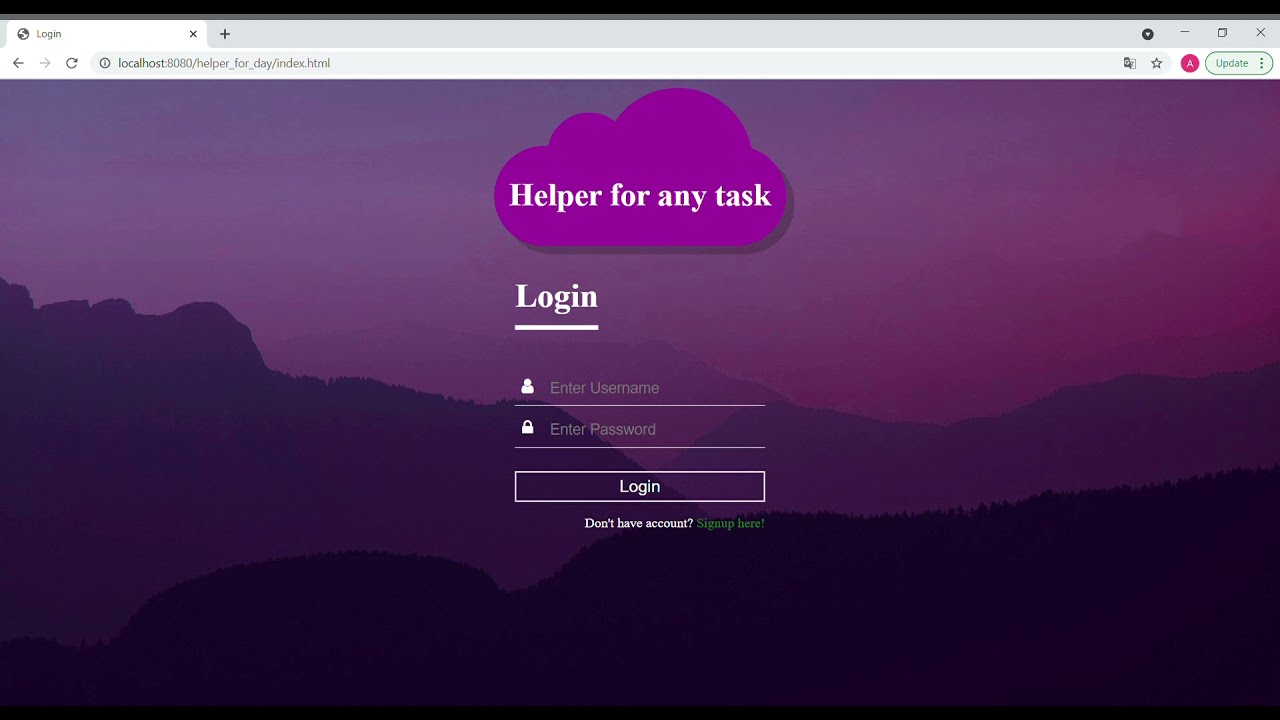 Login
localhost:8080/helper_for_day/index.html
A
Update
Helper for any task
Login
Enter Username
Enter Password
Login
Don't have account? Signup here!